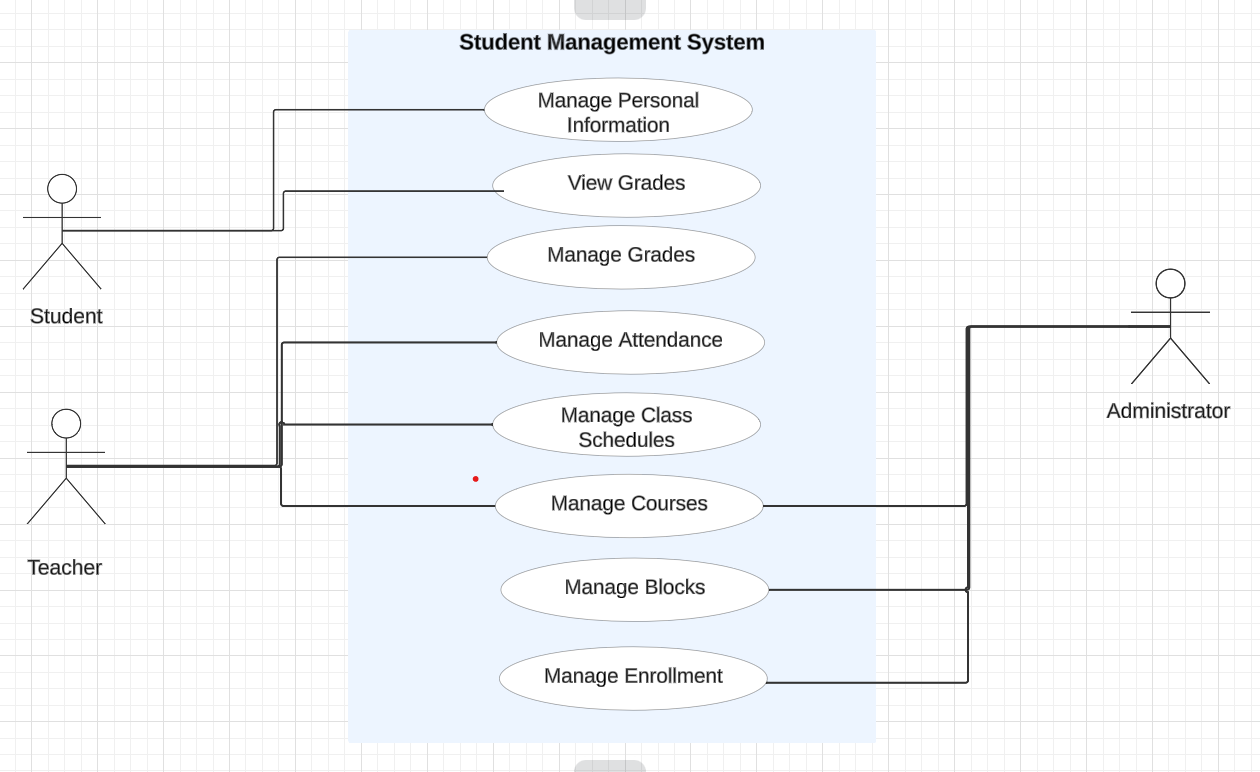 Student Management System
Manage Personal
Information
View Grades
Manage Grades
Student
Manage Attendance
Administrator
Manage Class
Schedules
Manage Courses
Teacher
Manage Blocks
Manage Enrollment